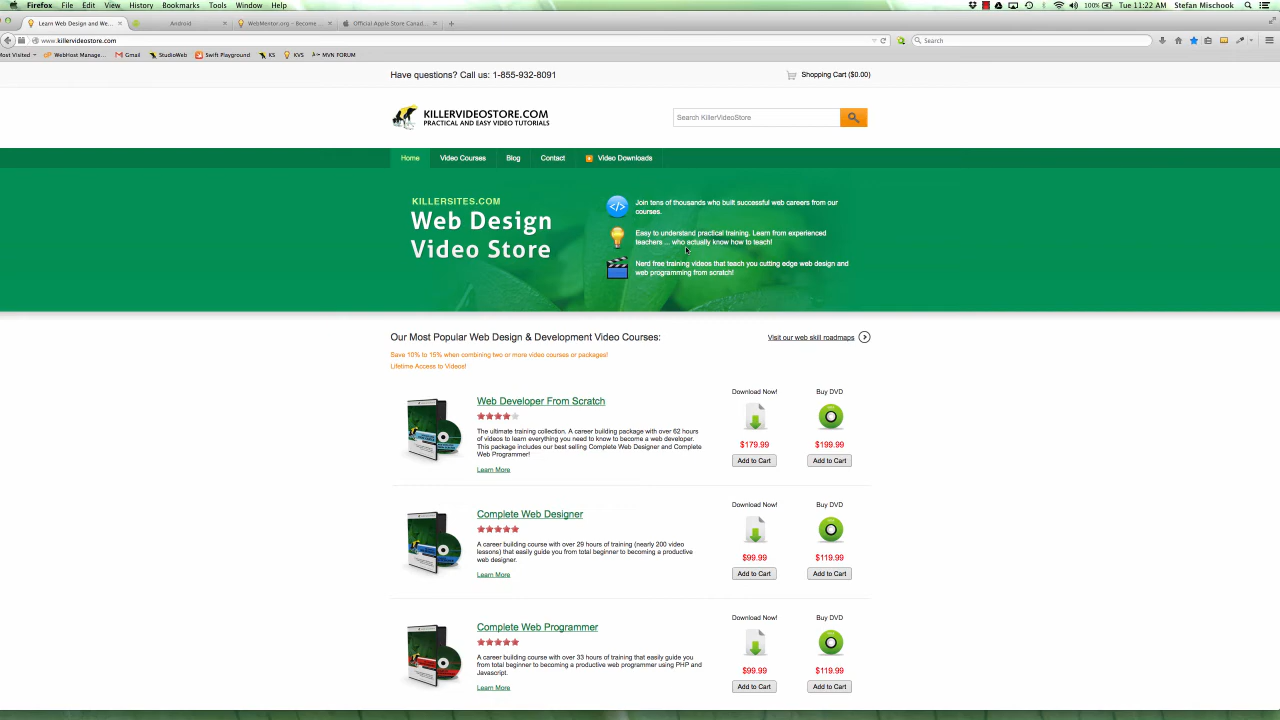 Firefox File Edit View History Bookmarks Tools Window
100% Tue 11:22 AM Stefan Mischook
Learn Web Design and We... Android WebMentor.org - Become ... Official Apple Store Canad...
www.killervideostore.com Search
Most Visited WebHost Manage... Gmail StudioWeb Swift Playground KS KVS MVN FORUM
Have questions? Call us: 1-855-932-8091
Shopping Cart ($0.00)
KILLERVIDEOSTORE.COM
PRACTICAL AND EASY VIDEO TUTORIALS
Search KillerVideoStore
Home Video Courses Blog Contact Video Downloads
KILLERSITES.COM
Web Design
Video Store
Join tens of thousands who built successful web careers from our
courses.
Easy to understand practical training. Learn from experienced
teachers ... who actually know how to teach!
Nerd free training videos that teach you cutting edge web design and
web programming from scratch!
Our Most Popular Web Design & Development Video Courses:
Visit our web skill roadmaps
Save 10% to 15% when combining two or more video courses or packages!
Lifetime Access to Videos!
Web Developer From Scratch
The ultimate training collection. A career building package with over 62 hours
of videos to learn everything you need to know to become a web developer.
This package includes our best selling Complete Web Designer and Complete
Web Programmer!
Learn More
Download Now! Buy DVD
$179.99 $199.99
Add to Cart Add to Cart
Complete Web Designer
A career building course with over 29 hours of training (nearly 200 video
lessons) that easily guide you from total beginner to becoming a productive
web designer.
Learn More
Download Now! Buy DVD
$99.99 $119.99
Add to Cart Add to Cart
Complete Web Programmer
A career building course with over 33 hours of training that easily guide you
from total beginner to becoming a productive web programmer using PHP and
Javascript.
Learn More
Download Now! Buy DVD
$99.99 $119.99
Add to Cart Add to Cart